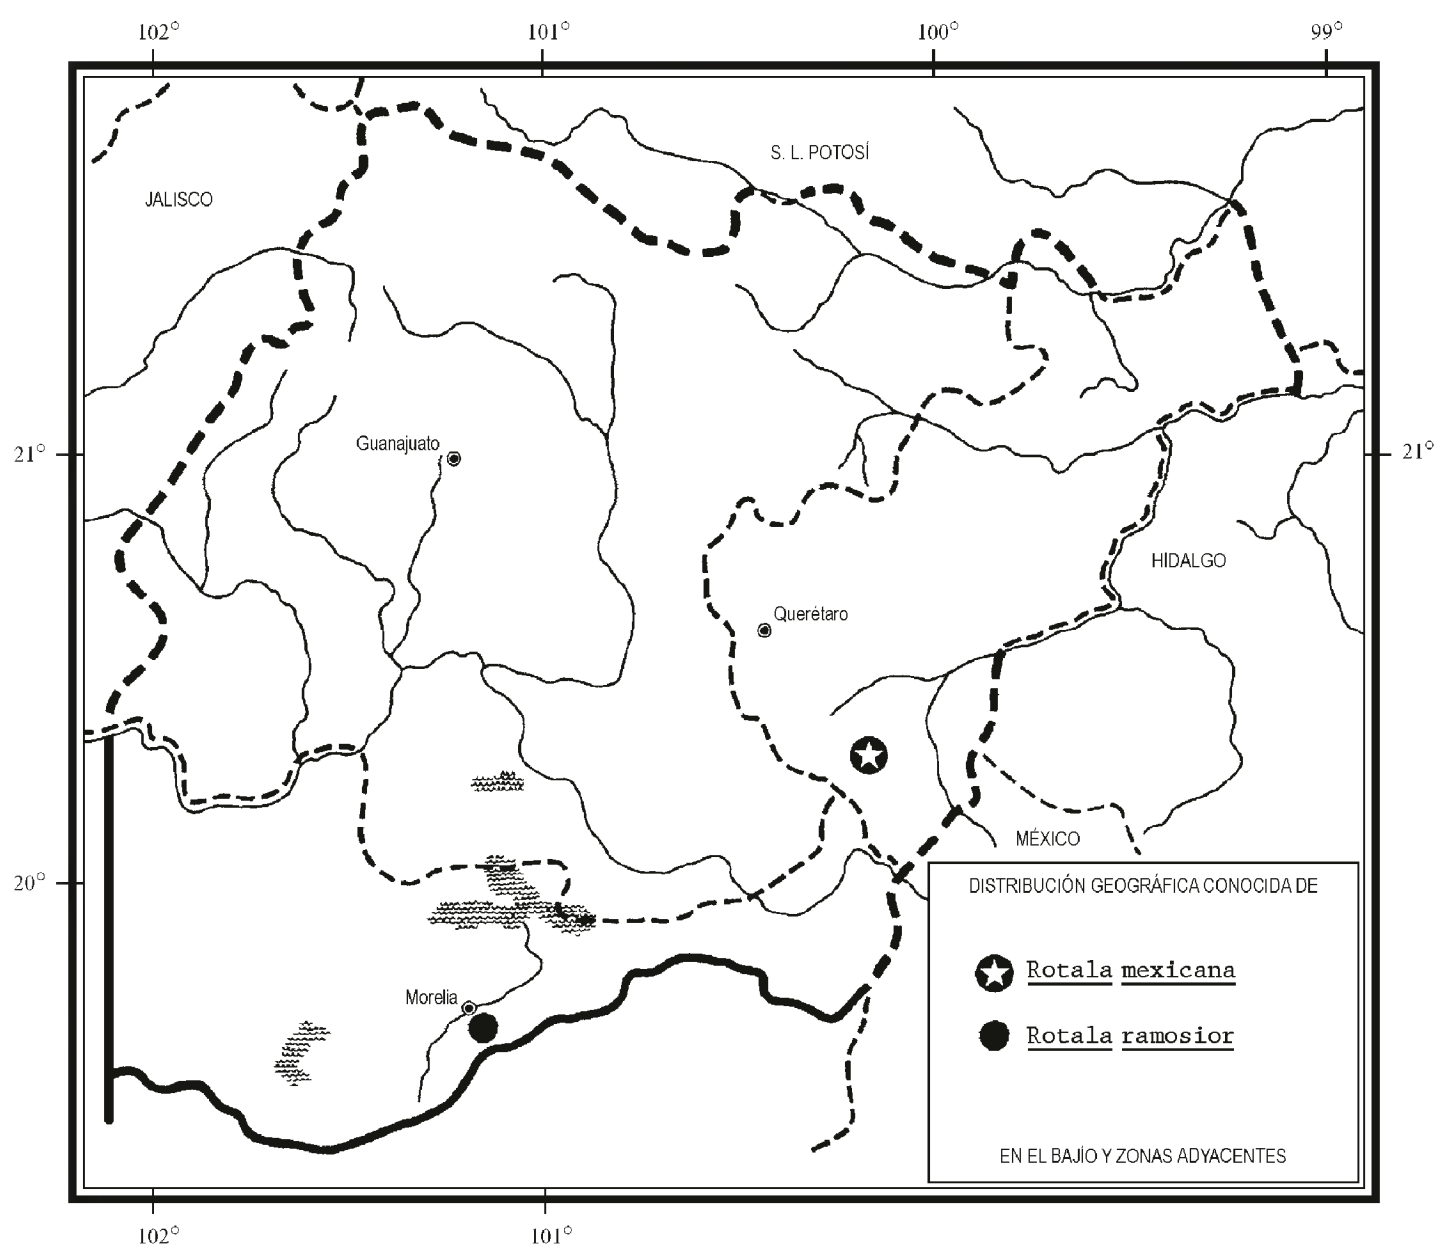 102° 101° 100° 99°
S. L. POTOSÍ
JALISCO
Guanajuato
21° 21°
HIDALGO
Querétaro
MÉXICO
20°
DISTRIBUCIÓN GEOGRÁFICA CONOCIDA DE
Rotala mexicana
Morelia
Rotala ramosior
EN EL BAJÍO Y ZONAS ADYACENTES
102° 101°